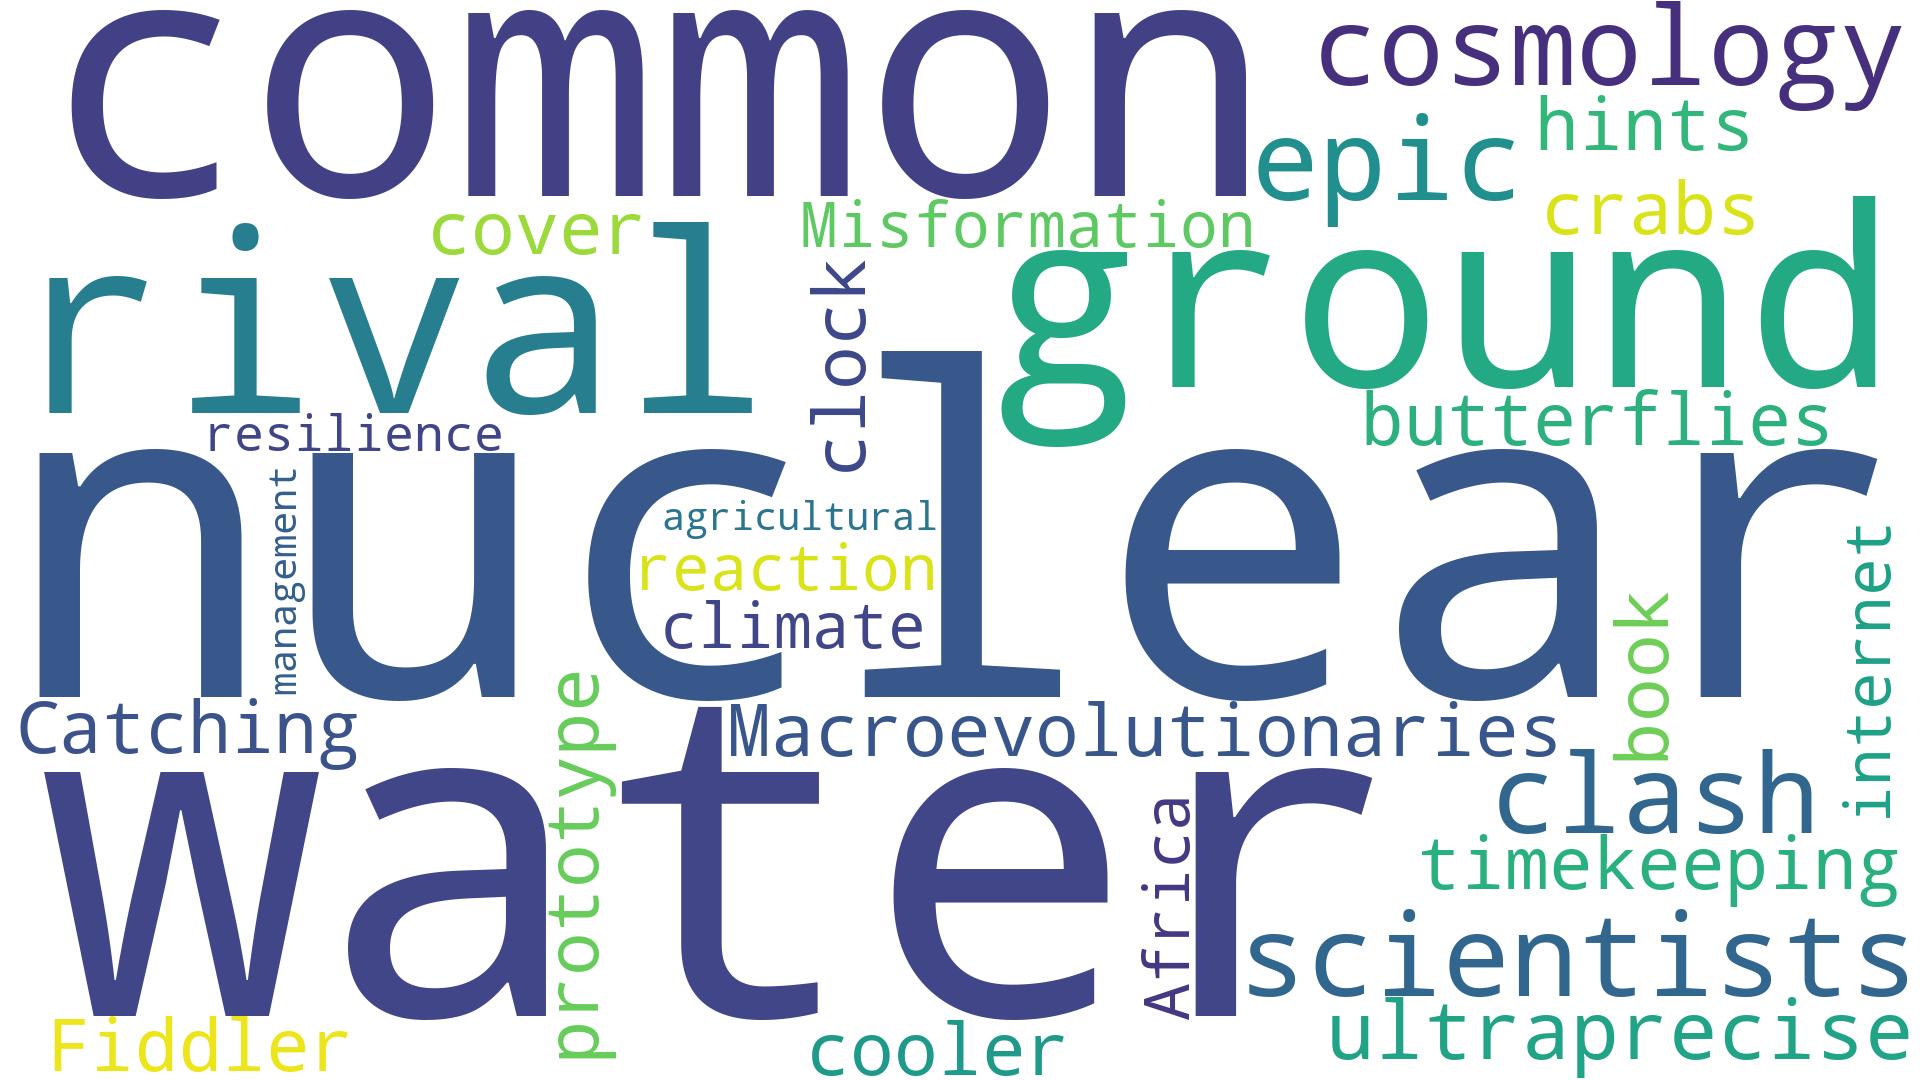 common
cosmology
hints
epic
crabs
cover
Misformation
rival
clock
ground
butterflies
resilience
nuclear
management
agricultural
reaction
climate
internet
book
Catching
prototype
Macroevolutionaries
clash
water
Africa
timekeeping
scientists
Fiddler
cooler
ultraprecise